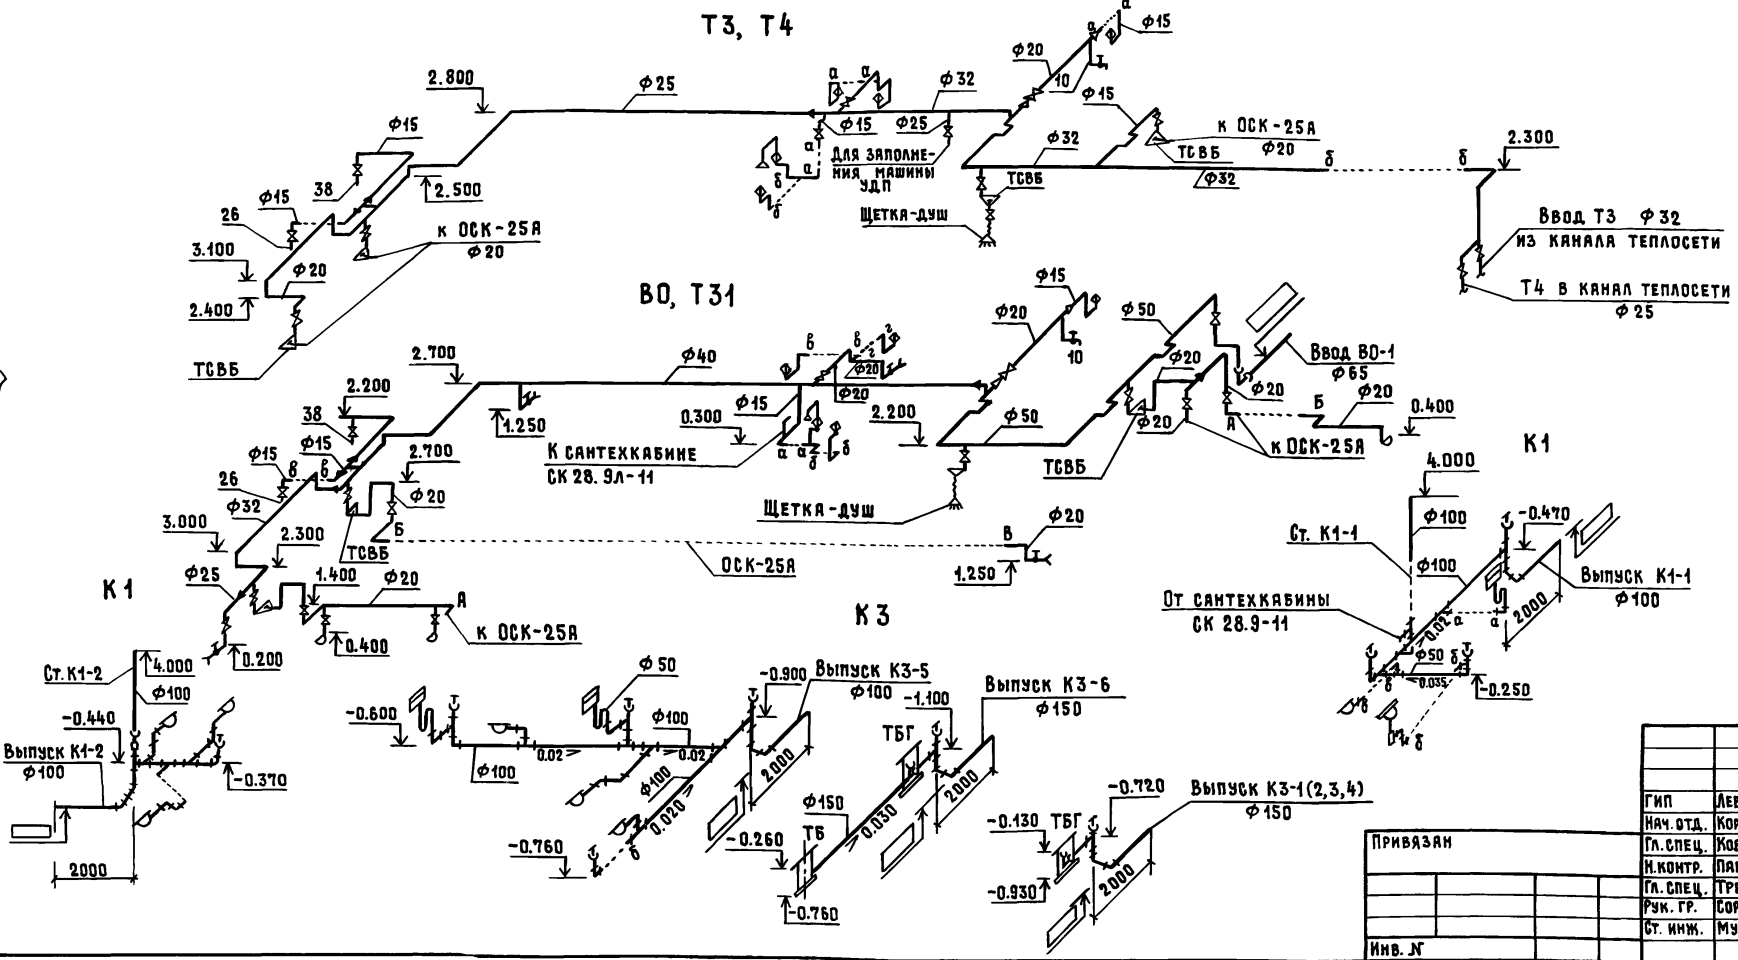 Т3, Т4
а
ф15
ф20
10
а
2.800
ф25
а а
ф32
ф15
ф15
ф25
к ОСК-25А
ф20
ТСВБ
ф15
38
2.500
а
а
б
б
ДЛЯ ЗАПОЛНЕ-
НИЯ МАШИНЫ
УДП
ф32
ТСВБ
ф32
б б
2.300
ф15
26
к ОСК-25А
ф20
ЩЕТКА-ДУШ
ВВОД Т3 ф32
ИЗ КАНАЛА ТЕПЛОСЕТИ
3.100
ф20
2.400
Т4 В КАНАЛ ТЕПЛОСЕТИ
ф25
ТСВБ
В0, Т31
ф15
ф20
10
ф50
2.700
ф40
в в г
г
ф20
ф20
ф20
ВВОД В0-1
ф65
2.200
38
1.250
ф15
0.300
2.200
ф50
ф20
ф20
А
Б
ф20
0.400
к ОСК-25А
К САНТЕХКАБИНЕ
СК 28.9Л-11
а а б б
ТСВБ
ф15
ф15
в в
26
2.700
ф20
ф32
ЩЕТКА-ДУШ
3.000
2.300
ТСВБ
Б
ОСК-25А
В
ф20
1.250
ф25
1.400
ф20
А
к ОСК-25А
0.400
0.200
К1
4.000
ф100
-0.470
Ст. К1-1
ф100
ВЫПУСК К1-1
ф100
ОТ САНТЕХКАБИНЫ
СК 28.9-11
0.02
а а
2000
ф50
0.035
в
б
-0.250
в
б
К1
Ст. К1-2
4.000
ф100
-0.440
ВЫПУСК К1-2
ф100
-0.370
2000
К3
ф50
-0.900
ВЫПУСК К3-5
ф100
-0.600
ф100
ф100
0.02
0.02
2000
ф100
0.020
-0.760
б
-1.100
ВЫПУСК К3-6
ф150
ТБГ
2000
ф150
0.030
ТБ
-0.260
-0.760
-0.720
ВЫПУСК К3-1(2,3,4)
ф150
-0.130
ТБГ
-0.930
2000
ПРИВЯЗАН
ИНВ. N
ГИП
НАЧ. ОТД.
ГЛ. СПЕЦ.
Н.КОНТР.
ГЛ. СПЕЦ.
РУК. ГР.
СТ. ИНЖ.